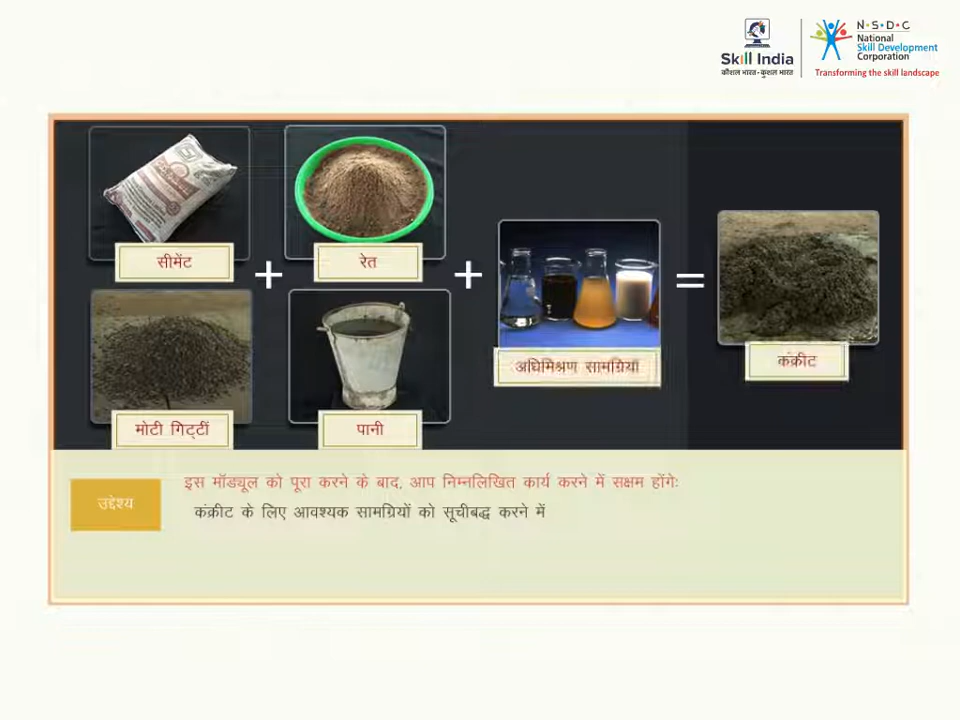 Skill India
कौशल भारत - कुशल भारत
N·S·D·C
National
Skill Development
Corporation
Transforming the skill landscape
सीमेंट
रेत
मोटी गिट्टी
पानी
अधिमिश्रण सामग्रियाँ
कंक्रीट
उद्देश्य
इस मॉड्यूल को पूरा करने के बाद, आप निम्नलिखित कार्य करने में सक्षम होंगेः
कंक्रीट के लिए आवश्यक सामग्रियों को सूचीबद्ध करने में